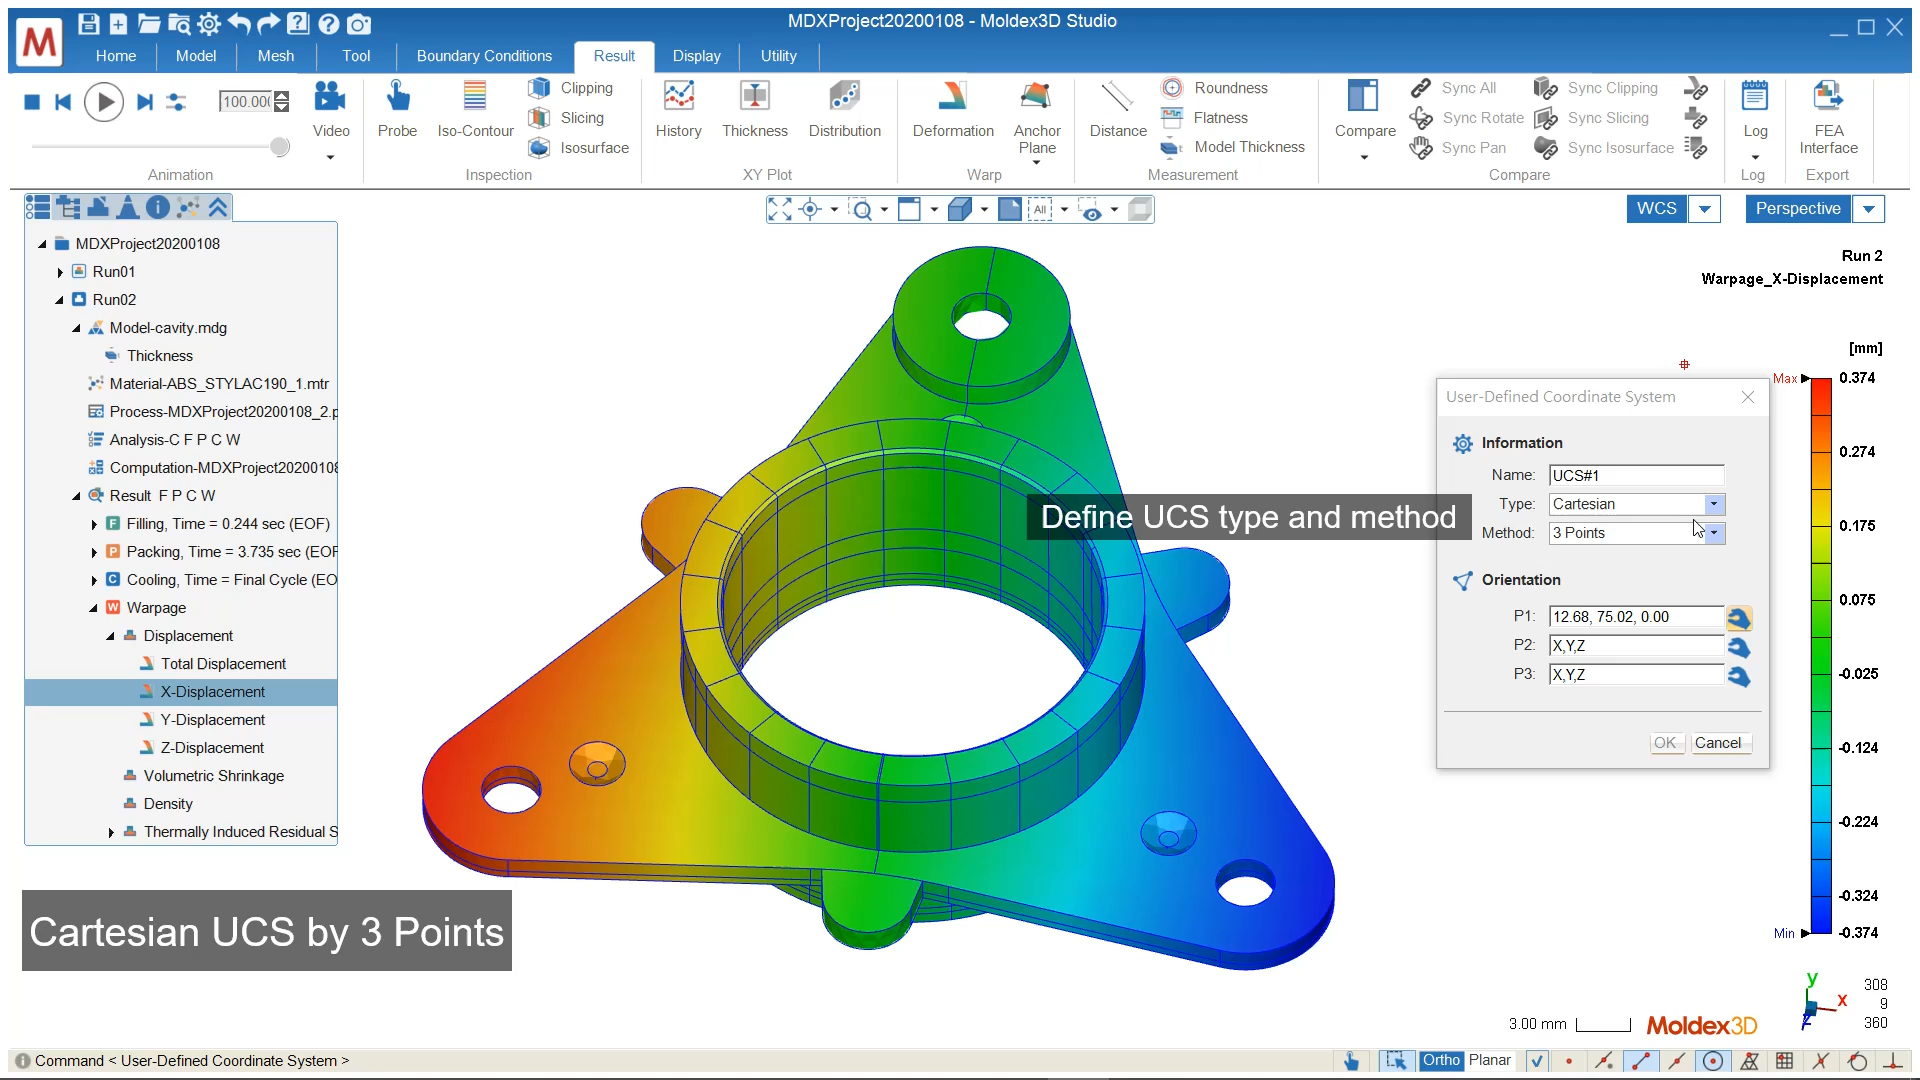 MDXProject20200108 - Moldex3D Studio
Home Model Mesh Tool Boundary Conditions Result Display Utility
100.00
Video
Animation
Probe
Iso-Contour
Clipping
Slicing
Isosurface
Inspection
History
Thickness
Distribution
XY Plot
Deformation
Anchor
Plane
Warp
Distance
Roundness
Flatness
Model Thickness
Measurement
Compare
Sync All
Sync Rotate
Sync Pan
Sync Clipping
Sync Slicing
Sync Isosurface
Compare
Log
Log
FEA
Interface
Export
All
WCS
Perspective
MDXProject20200108
Run01
Run02
Model-cavity.mdg
Thickness
Material-ABS_STYLAC190_1.mtr
Process-MDXProject20200108_2.p
Analysis-C F P C W
Computation-MDXProject20200108
Result F P C W
F Filling, Time = 0.244 sec (EOF)
P Packing, Time = 3.735 sec (EOF
C Cooling, Time = Final Cycle (EO
W Warpage
Displacement
Total Displacement
X-Displacement
Y-Displacement
Z-Displacement
Volumetric Shrinkage
Density
Thermally Induced Residual S
Run 2
Warpage_X-Displacement
[mm]
Max 0.374
0.274
0.175
0.075
-0.025
-0.124
-0.224
-0.324
Min -0.374
User-Defined Coordinate System
Information
Name: UCS#1
Type: Cartesian
Method: 3 Points
Orientation
P1: 12.68, 75.02, 0.00
P2: X,Y,Z
P3: X,Y,Z
OK Cancel
Define UCS type and method
Cartesian UCS by 3 Points
3.00 mm
Moldex3D
y
x
z
308
9
360
Command < User-Defined Coordinate System >
Ortho Planar